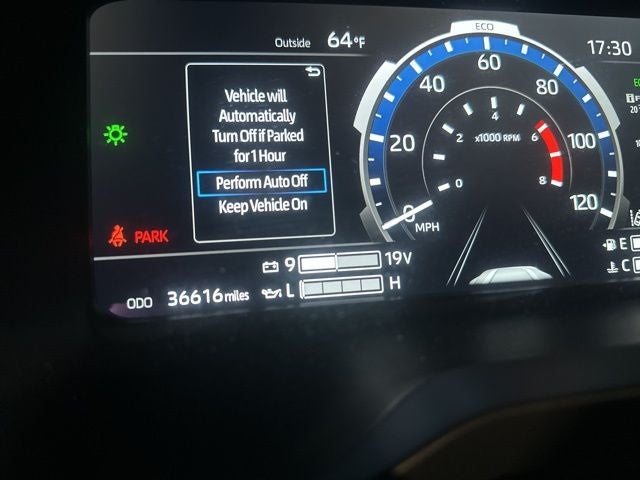 Outside 64°F
ECO
17:30
Vehicle will
Automatically
Turn Off if Parked
for 1 Hour
Perform Auto Off
Keep Vehicle On
PARK
0 20 40 60 80 100 120
MPH
0 2 4 6 8
x1000 RPM
9 19V
L H
E
C
ODO 36616 miles